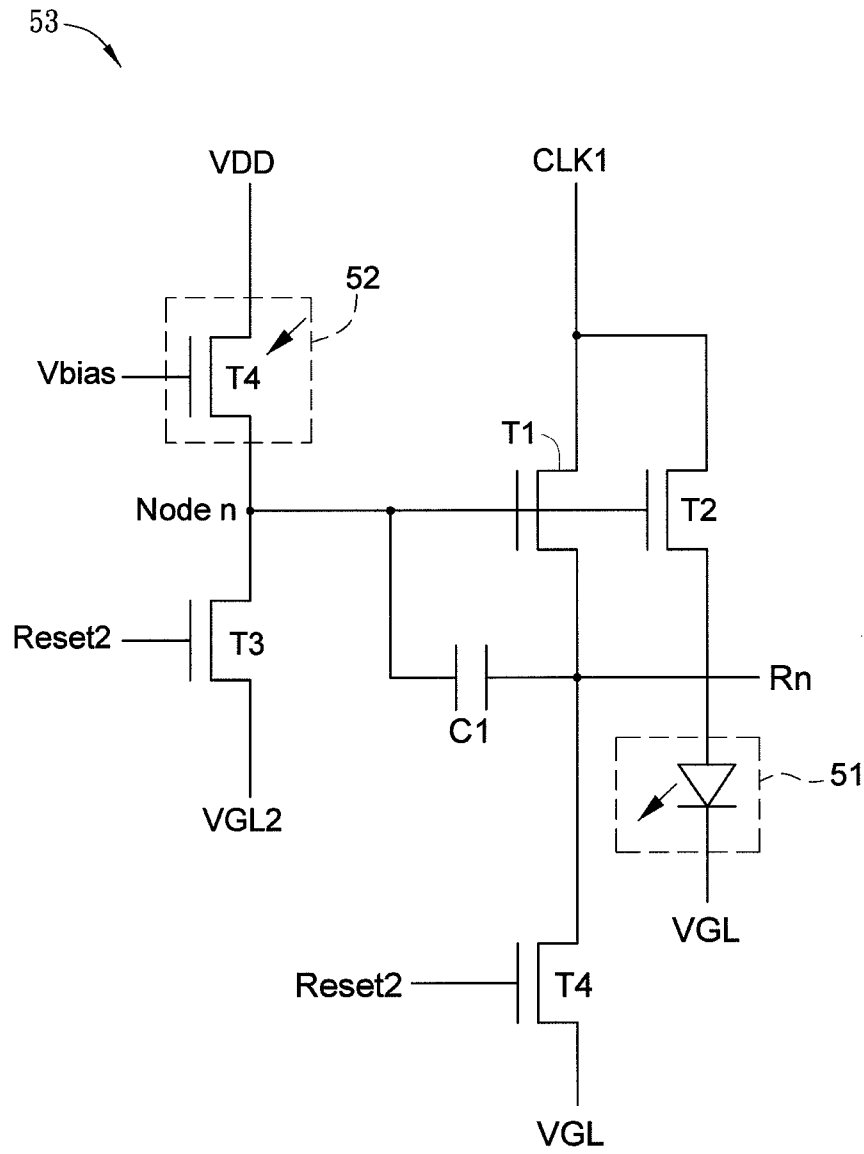 53
VDD
CLK1
52
Vbias
T4
T1
T2
Node n
Reset2
T3
C1
Rn
51
VGL2
VGL
Reset2
T4
VGL